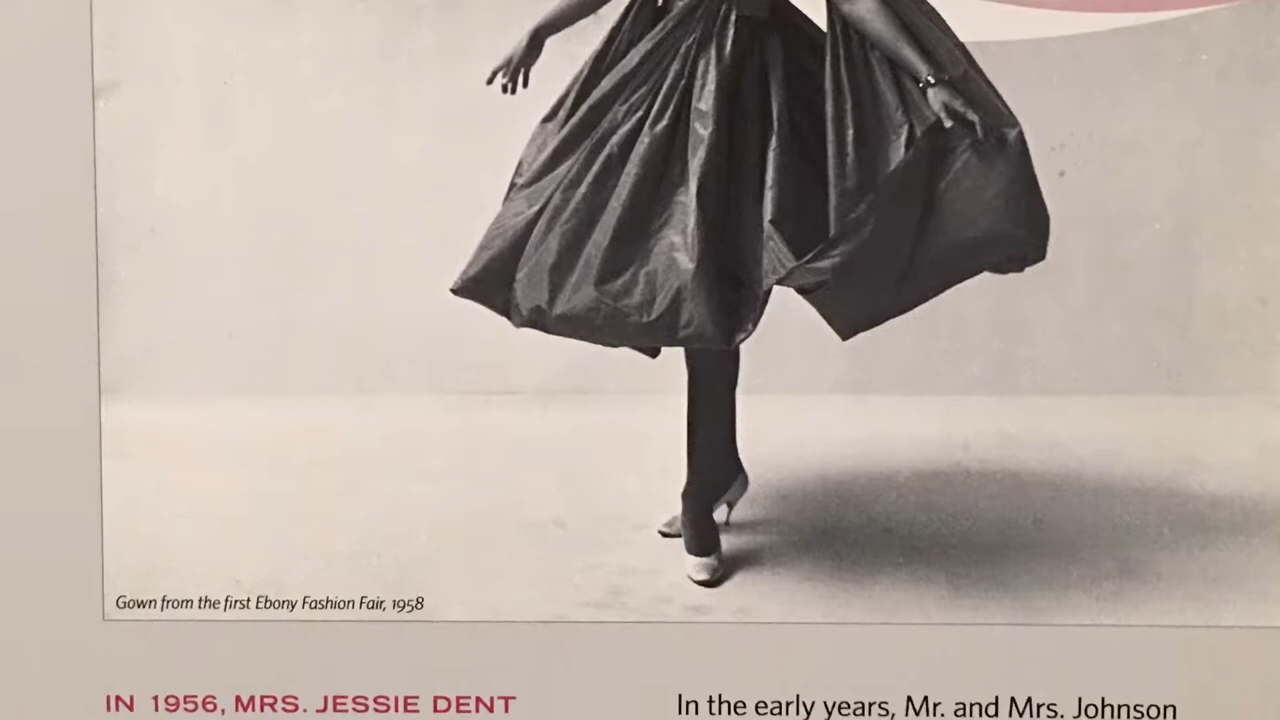 Gown from the first Ebony Fashion Fair, 1958
IN 1956, MRS. JESSIE DENT
In the early years, Mr. and Mrs. Johnson